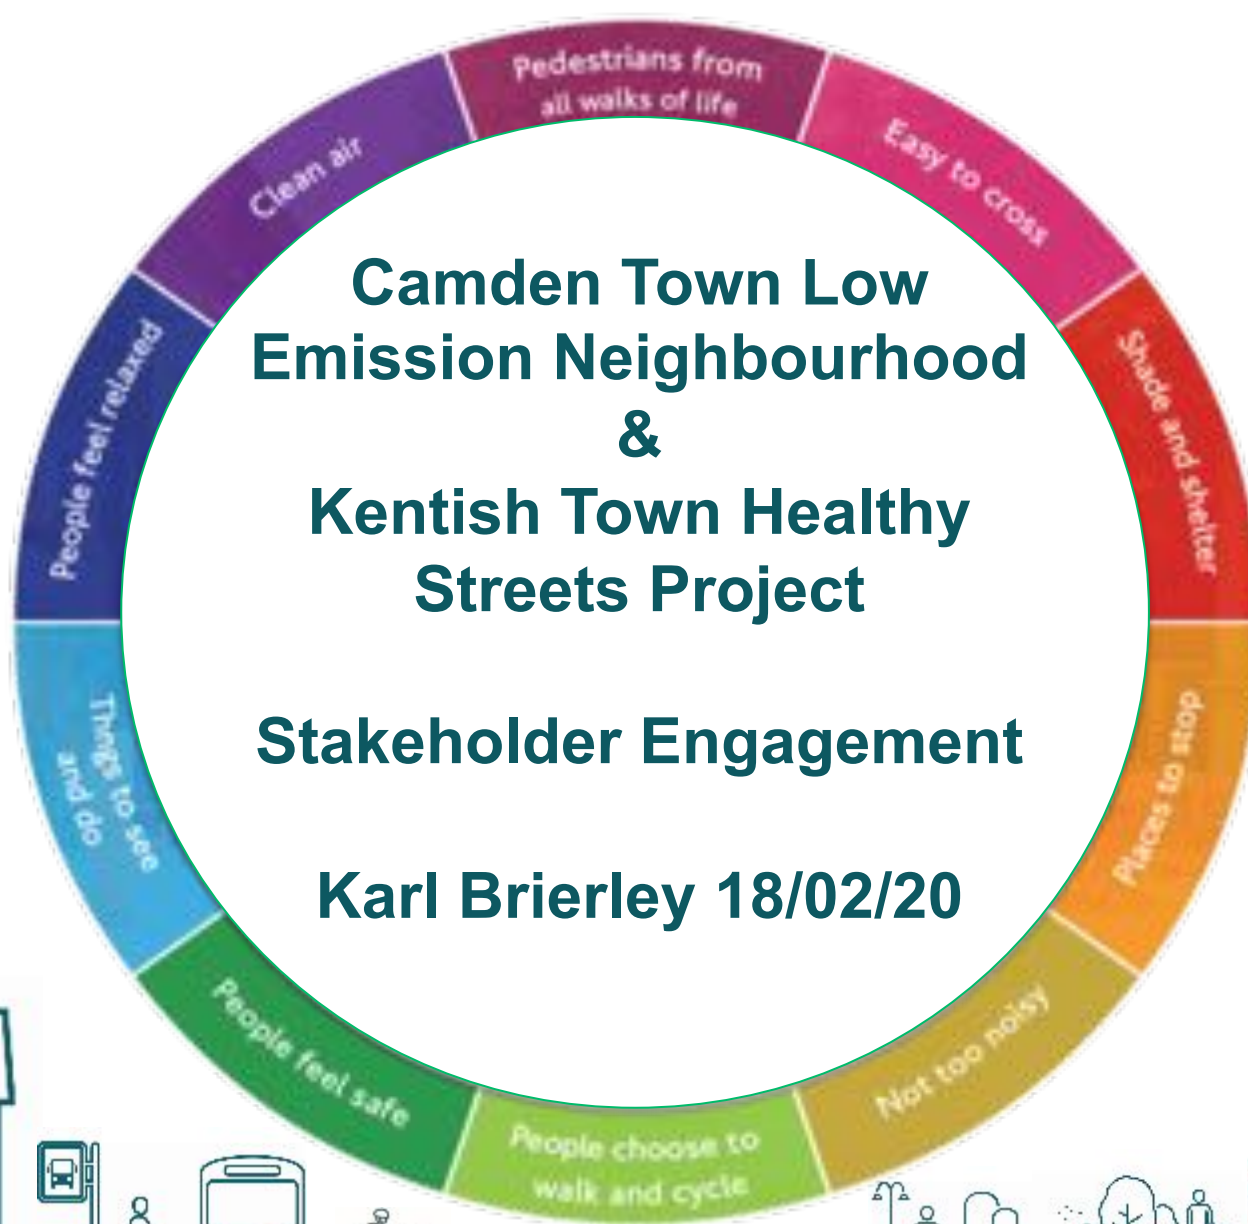 Pedestrians from
all walks of life
Easy to cross
Shade and shelter
Places to stop
Not too noisy
People choose to
walk and cycle
People feel safe
Things to see
and do
People feel relaxed
Clean air
Camden Town Low
Emission Neighbourhood
&
Kentish Town Healthy
Streets Project
Stakeholder Engagement
Karl Brierley 18/02/20